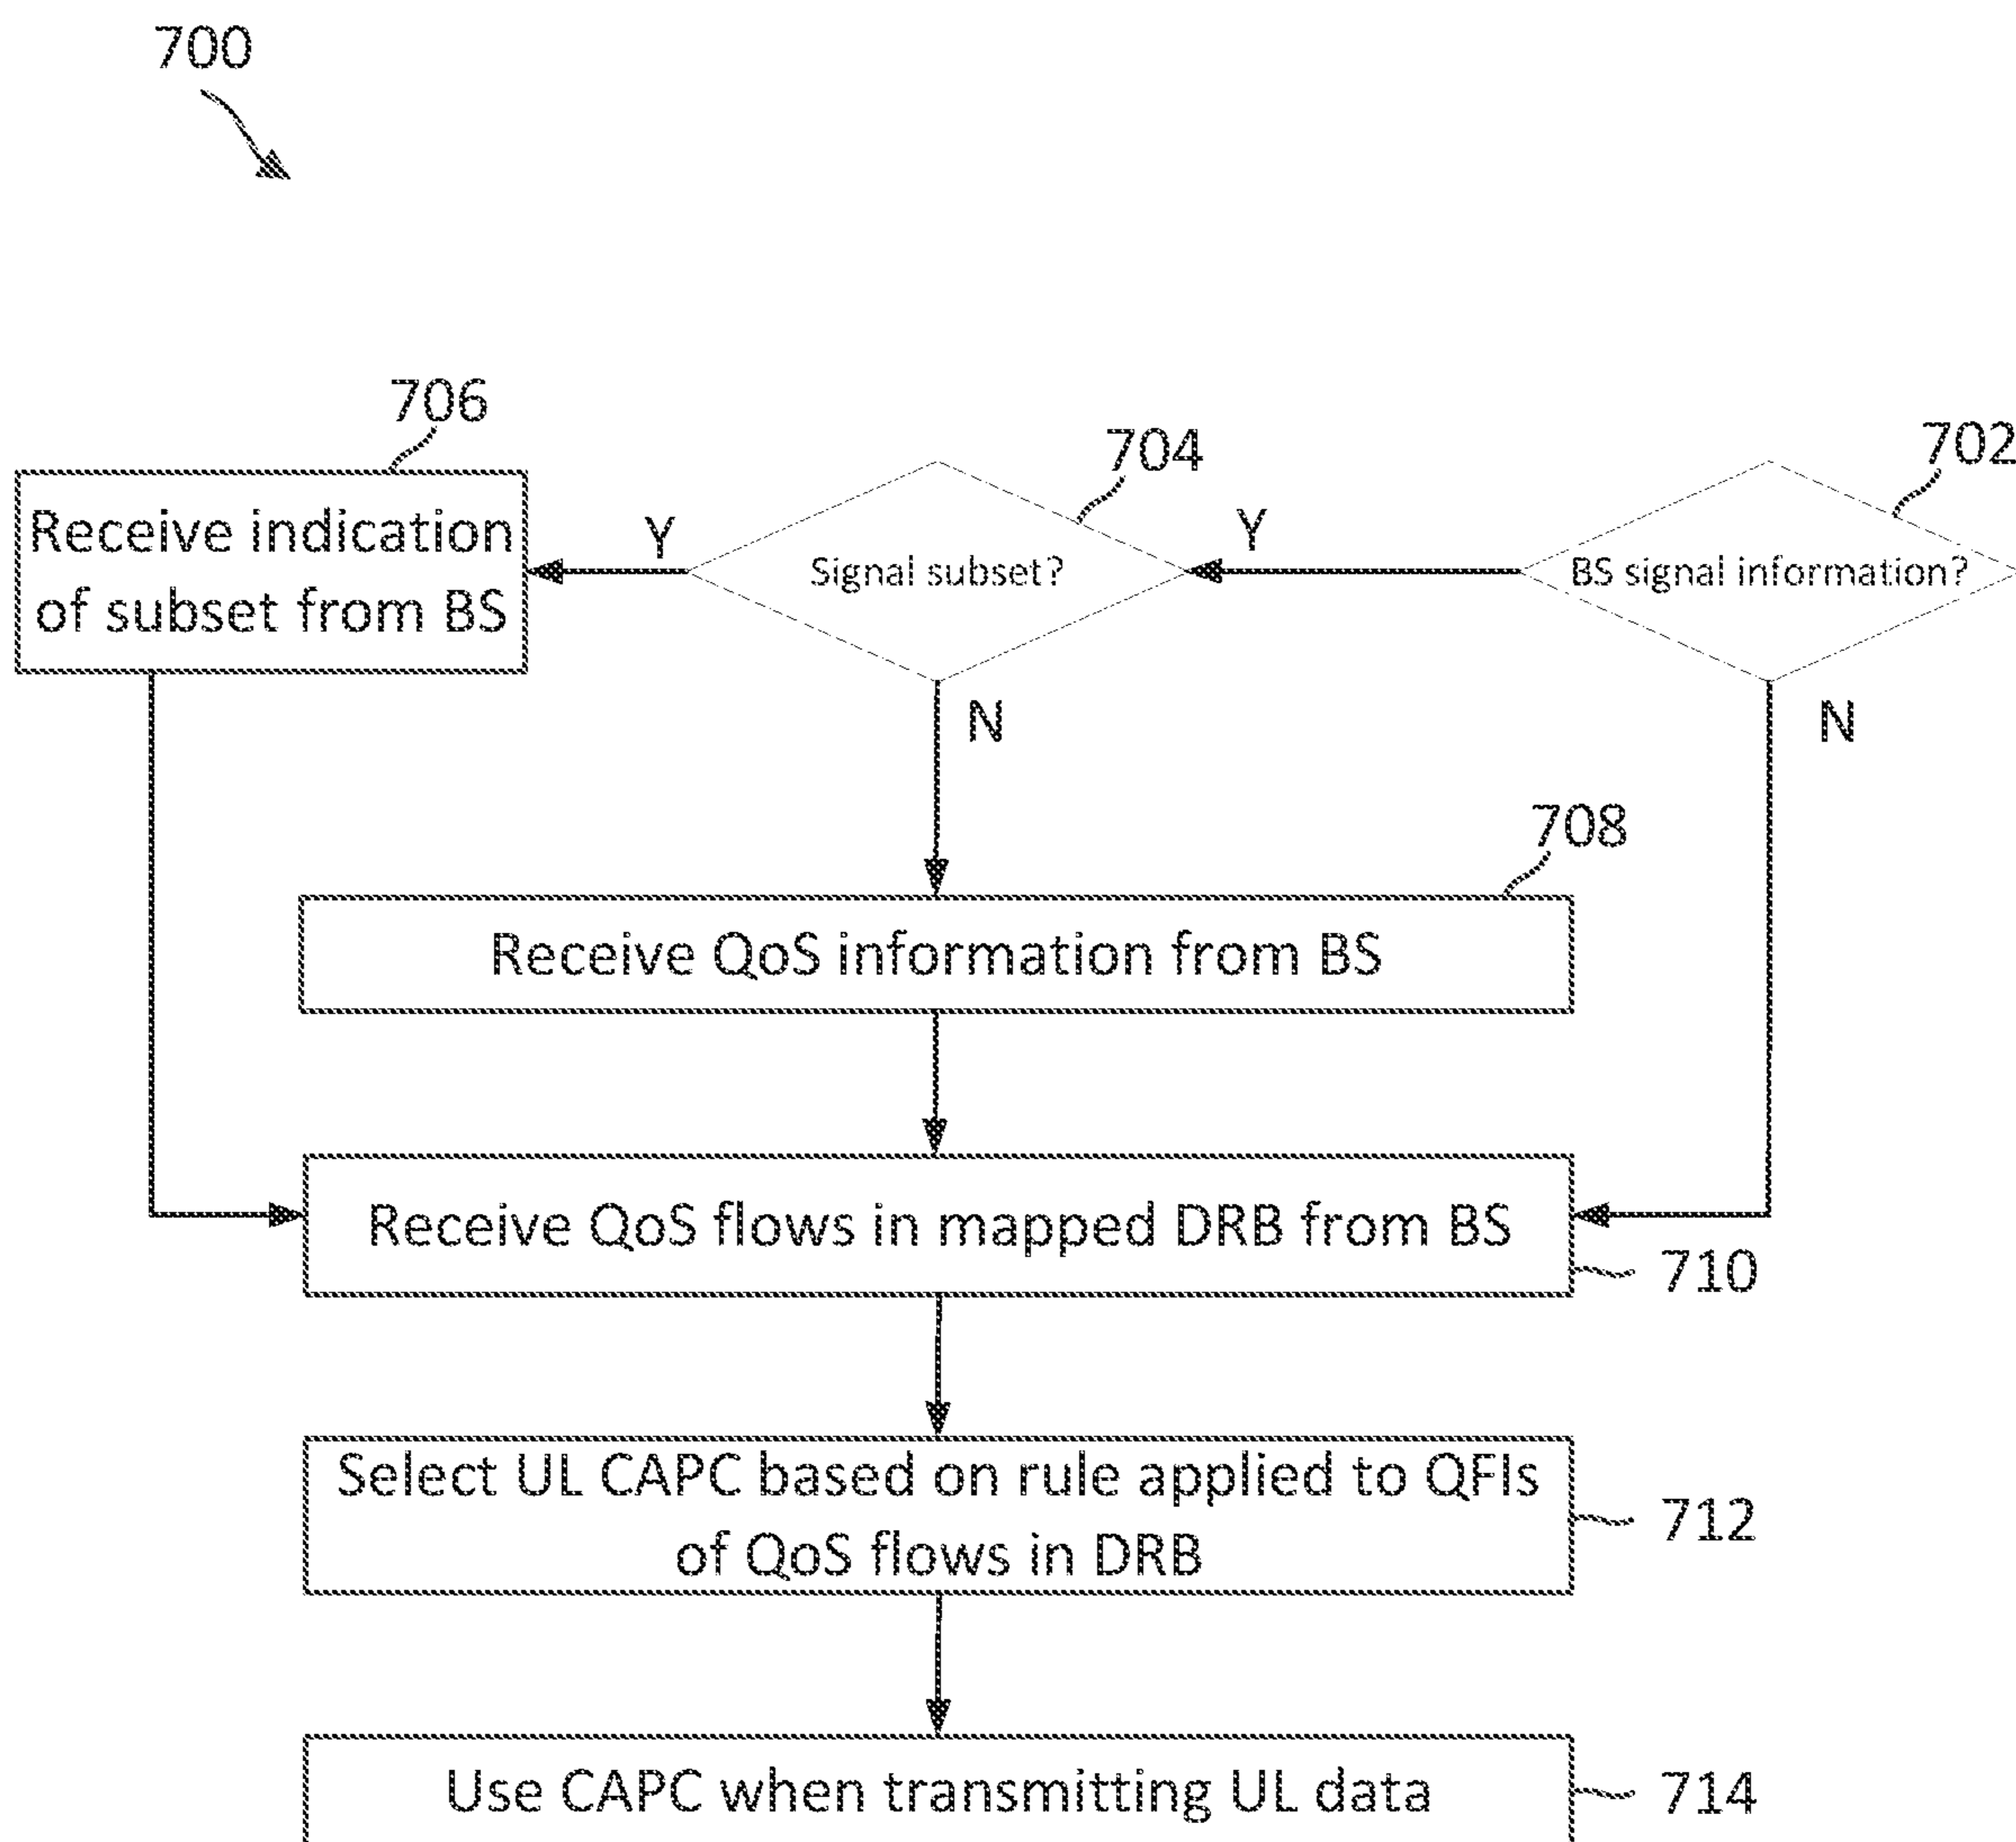 700
706
704
702
Receive indication
of subset from BS
Y
Signal subset?
Y
BS signal information?
N
N
708
Receive QoS information from BS
Receive QoS flows in mapped DRB from BS
710
Select UL CAPC based on rule applied to QFIs
of QoS flows in DRB
712
Use CAPC when transmitting UL data
714